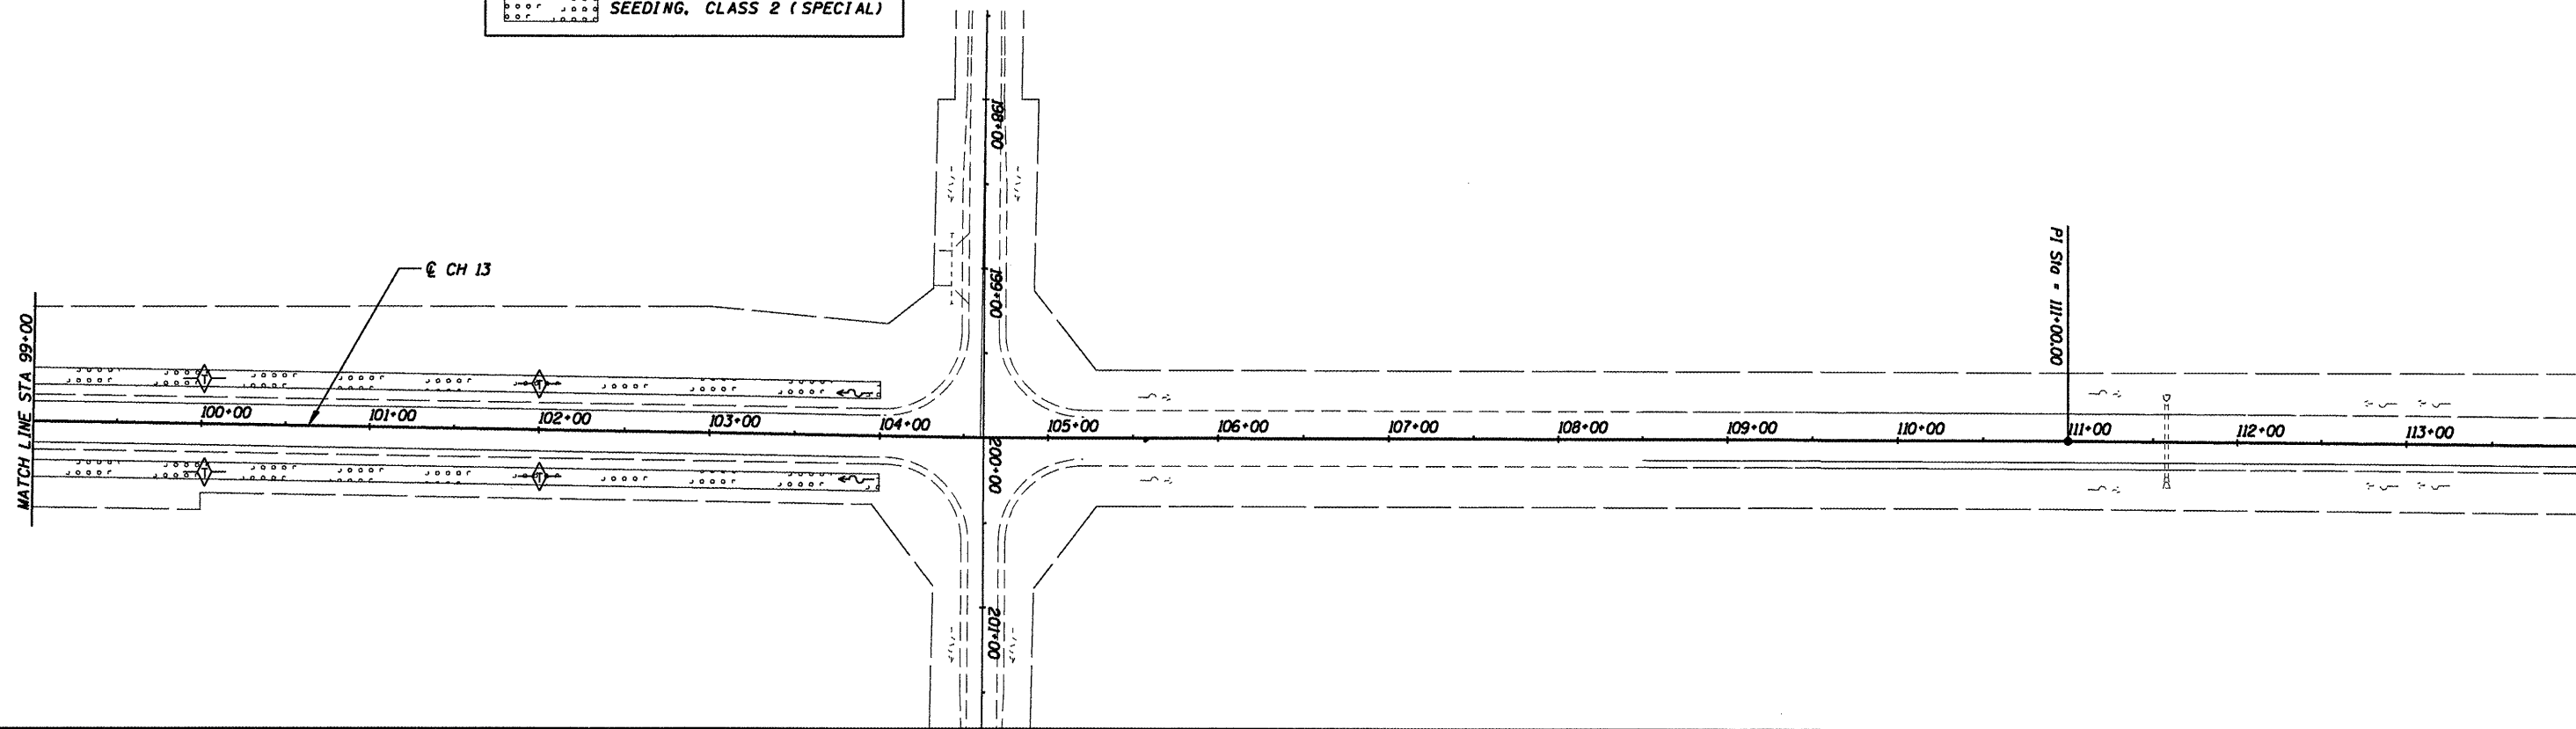 SEEDING, CLASS 2 (SPECIAL)
198+00
199+00
℄ CH 13
PI Sta = 111+00.00
MATCH LINE STA 99+00
T
T
100+00
101+00
102+00
103+00
104+00
105+00
106+00
107+00
108+00
109+00
110+00
111+00
112+00
113+00
200+00
T
T
201+00